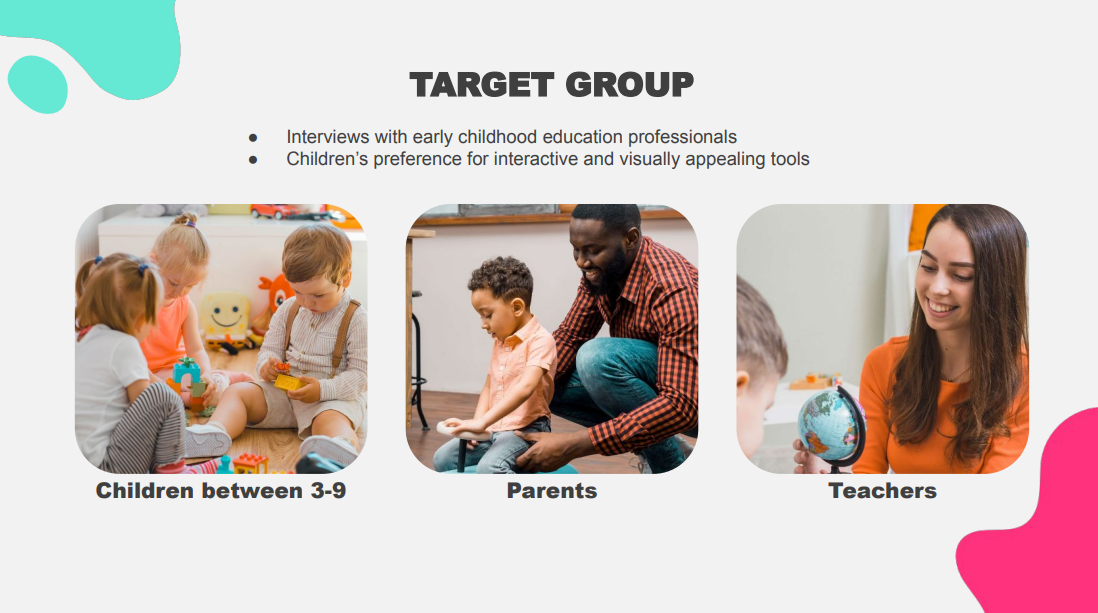 TARGET GROUP
● Interviews with early childhood education professionals
● Children’s preference for interactive and visually appealing tools
Children between 3-9
Parents
Teachers